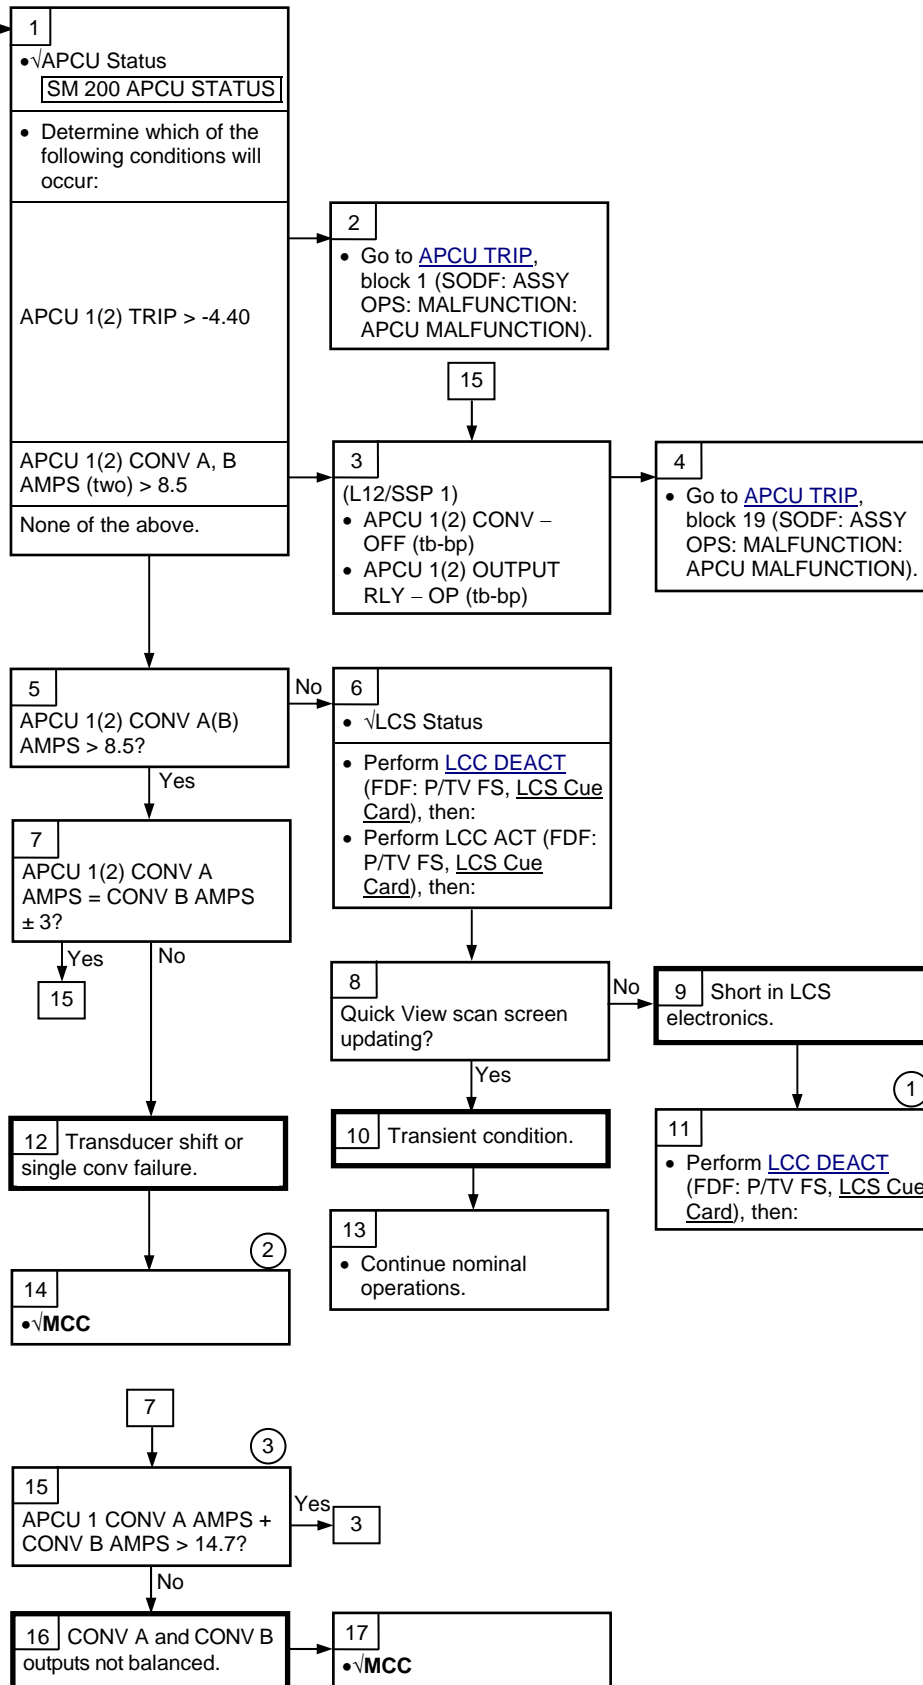 1
•√APCU Status
SM 200 APCU STATUS
• Determine which of the
following conditions will
occur:
APCU 1(2) TRIP > -4.40
APCU 1(2) CONV A, B
AMPS (two) > 8.5
None of the above.
2
• Go to APCU TRIP,
block 1 (SODF: ASSY
OPS: MALFUNCTION:
APCU MALFUNCTION).
15
3
(L12/SSP 1)
• APCU 1(2) CONV –
OFF (tb-bp)
• APCU 1(2) OUTPUT
RLY – OP (tb-bp)
4
• Go to APCU TRIP,
block 19 (SODF: ASSY
OPS: MALFUNCTION:
APCU MALFUNCTION).
5
APCU 1(2) CONV A(B)
AMPS > 8.5?
No
Yes
6
• √LCS Status
• Perform LCC DEACT
(FDF: P/TV FS, LCS Cue
Card), then:
• Perform LCC ACT (FDF:
P/TV FS, LCS Cue
Card), then:
7
APCU 1(2) CONV A
AMPS = CONV B AMPS
± 3?
Yes
No
15
8
Quick View scan screen
updating?
No
Yes
9 Short in LCS
electronics.
10 Transient condition.
1
11
• Perform LCC DEACT
(FDF: P/TV FS, LCS Cue
Card), then:
12 Transducer shift or
single conv failure.
13
• Continue nominal
operations.
2
14
•√MCC
7
3
15
APCU 1 CONV A AMPS +
CONV B AMPS > 14.7?
Yes
3
No
16 CONV A and CONV B
outputs not balanced.
17
•√MCC